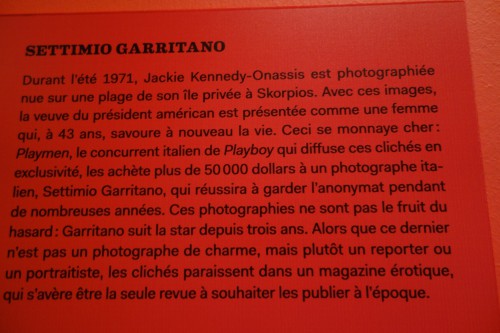 SETTIMIO GARRITANO
Durant l'été 1971, Jackie Kennedy-Onassis est photographiée
nue sur une plage de son île privée à Skorpios. Avec ces images,
la veuve du président américain est présentée comme une femme
qui, à 43 ans, savoure à nouveau la vie. Ceci se monnaye cher :
Playmen, le concurrent italien de Playboy qui diffuse ces clichés en
exclusivité, les achète plus de 50 000 dollars à un photographe ita-
lien, Settimio Garritano, qui réussira à garder l'anonymat pendant
de nombreuses années. Ces photographies ne sont pas le fruit du
hasard : Garritano suit la star depuis trois ans. Alors que ce dernier
n'est pas un photographe de charme, mais plutôt un reporter ou
un portraitiste, les clichés paraissent dans un magazine érotique,
qui s'avère être la seule revue à souhaiter les publier à l'époque.